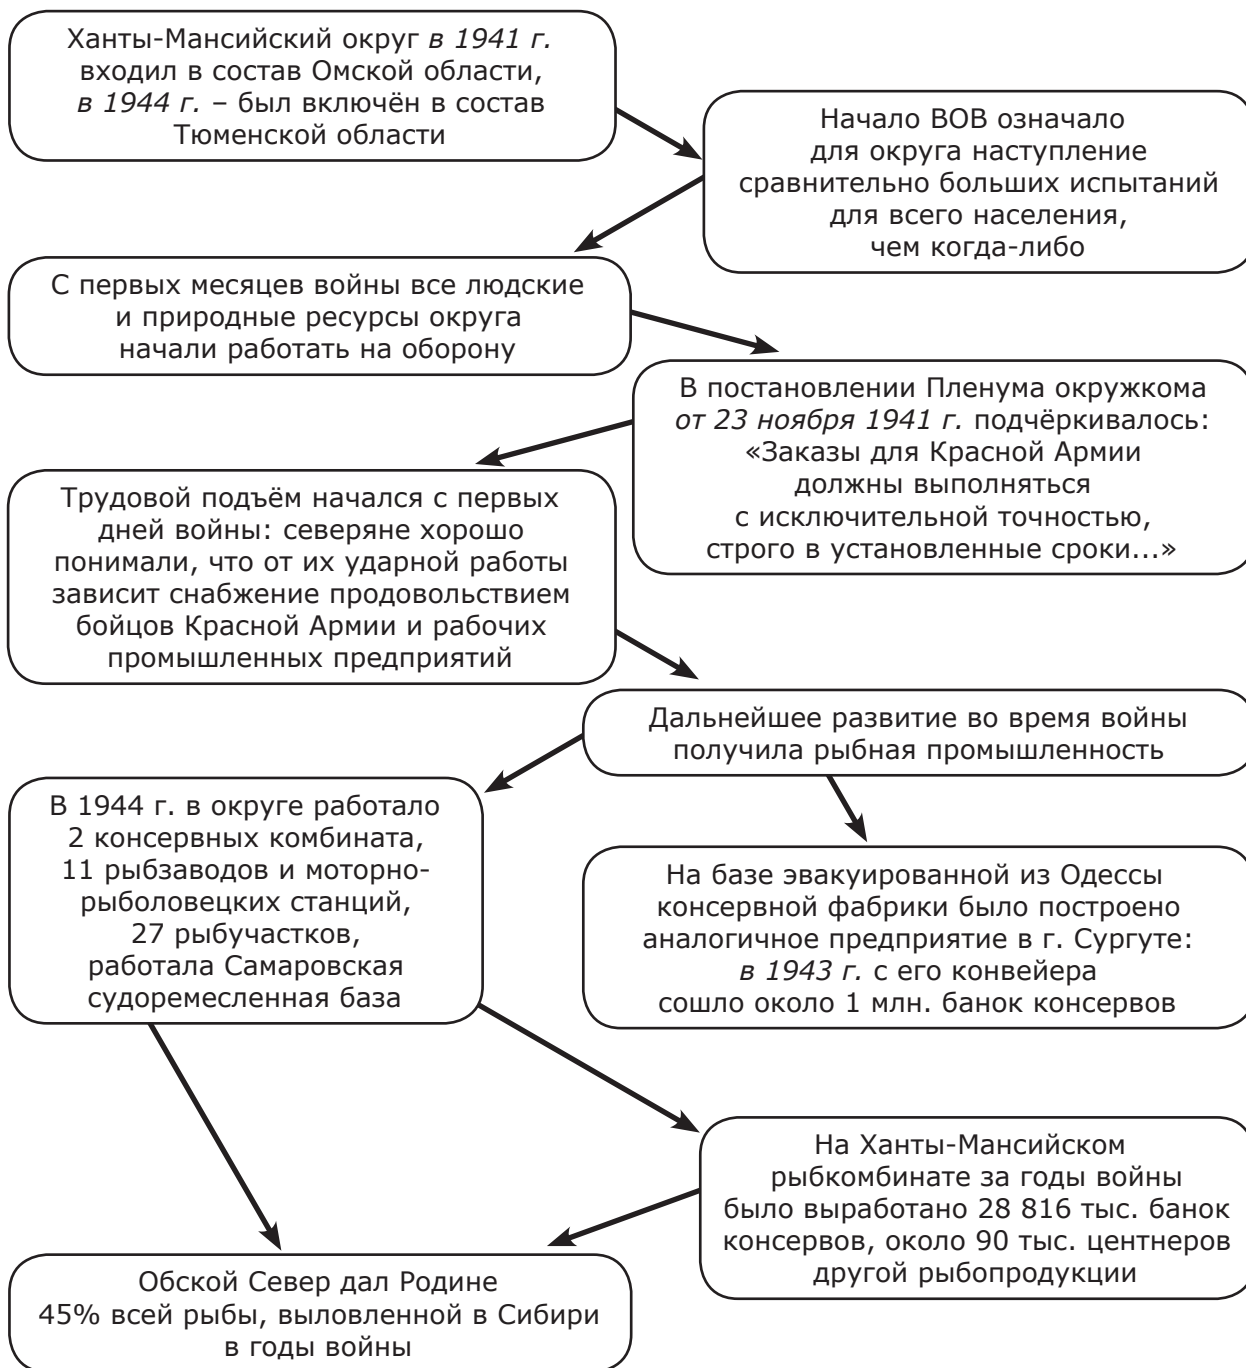 Ханты-Мансийский округ в 1941 г.
входил в состав Омской области,
в 1944 г. – был включён в состав
Тюменской области
Начало ВОВ означало
для округа наступление
сравнительно больших испытаний
для всего населения,
чем когда-либо
С первых месяцев войны все людские
и природные ресурсы округа
начали работать на оборону
В постановлении Пленума окружкома
от 23 ноября 1941 г. подчёркивалось:
«Заказы для Красной Армии
должны выполняться
с исключительной точностью,
строго в установленные сроки...»
Трудовой подъём начался с первых
дней войны: северяне хорошо
понимали, что от их ударной работы
зависит снабжение продовольствием
бойцов Красной Армии и рабочих
промышленных предприятий
Дальнейшее развитие во время войны
получила рыбная промышленность
В 1944 г. в округе работало
2 консервных комбината,
11 рыбзаводов и моторно-
рыболовецких станций,
27 рыбучастков,
работала Самаровская
судоремесленная база
На базе эвакуированной из Одессы
консервной фабрики было построено
аналогичное предприятие в г. Сургуте:
в 1943 г. с его конвейера
сошло около 1 млн. банок консервов
На Ханты-Мансийском
рыбкомбинате за годы войны
было выработано 28 816 тыс. банок
консервов, около 90 тыс. центнеров
другой рыбопродукции
Обской Север дал Родине
45% всей рыбы, выловленной в Сибири
в годы войны